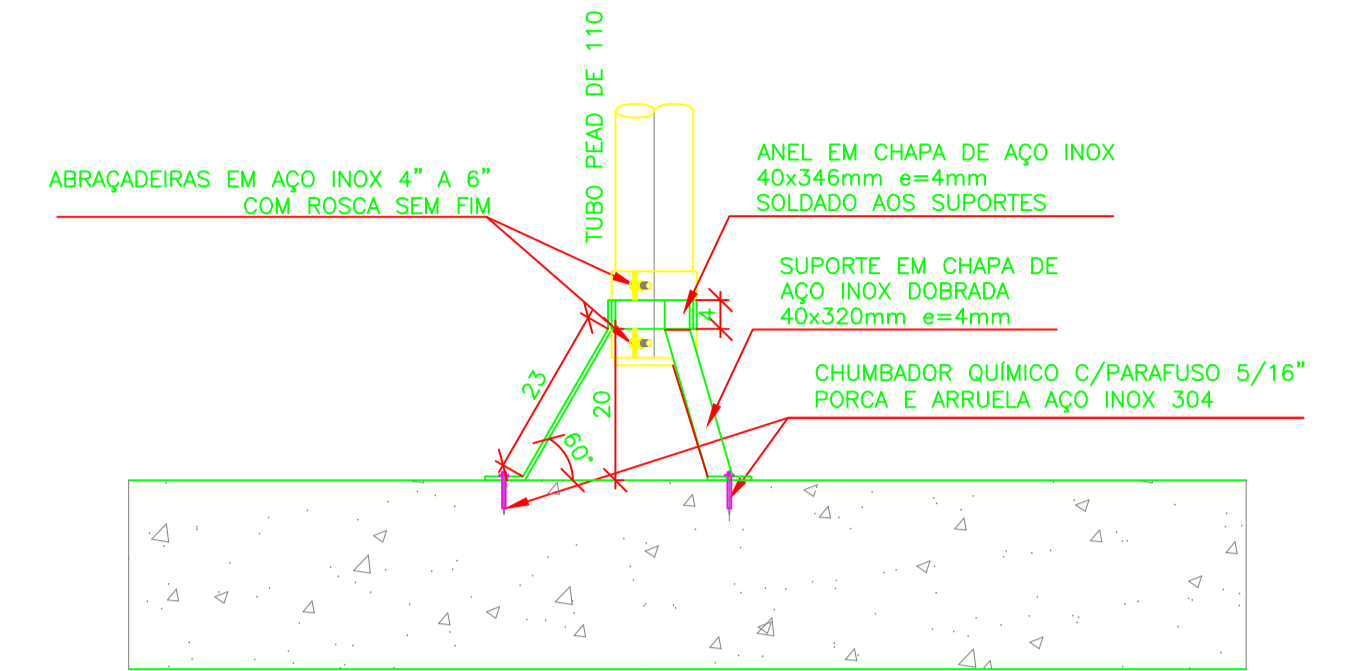 TUBO PEAD DE 110
ABRAÇADEIRAS EM AÇO INOX 4” A 6”
COM ROSCA SEM FIM
ANEL EM CHAPA DE AÇO INOX
40x346mm e=4mm
SOLDADO AOS SUPORTES
SUPORTE EM CHAPA DE
AÇO INOX DOBRADA
40x320mm e=4mm
4
CHUMBADOR QUÍMICO C/PARAFUSO 5/16”
PORCA E ARRUELA AÇO INOX 304
23
20
60°